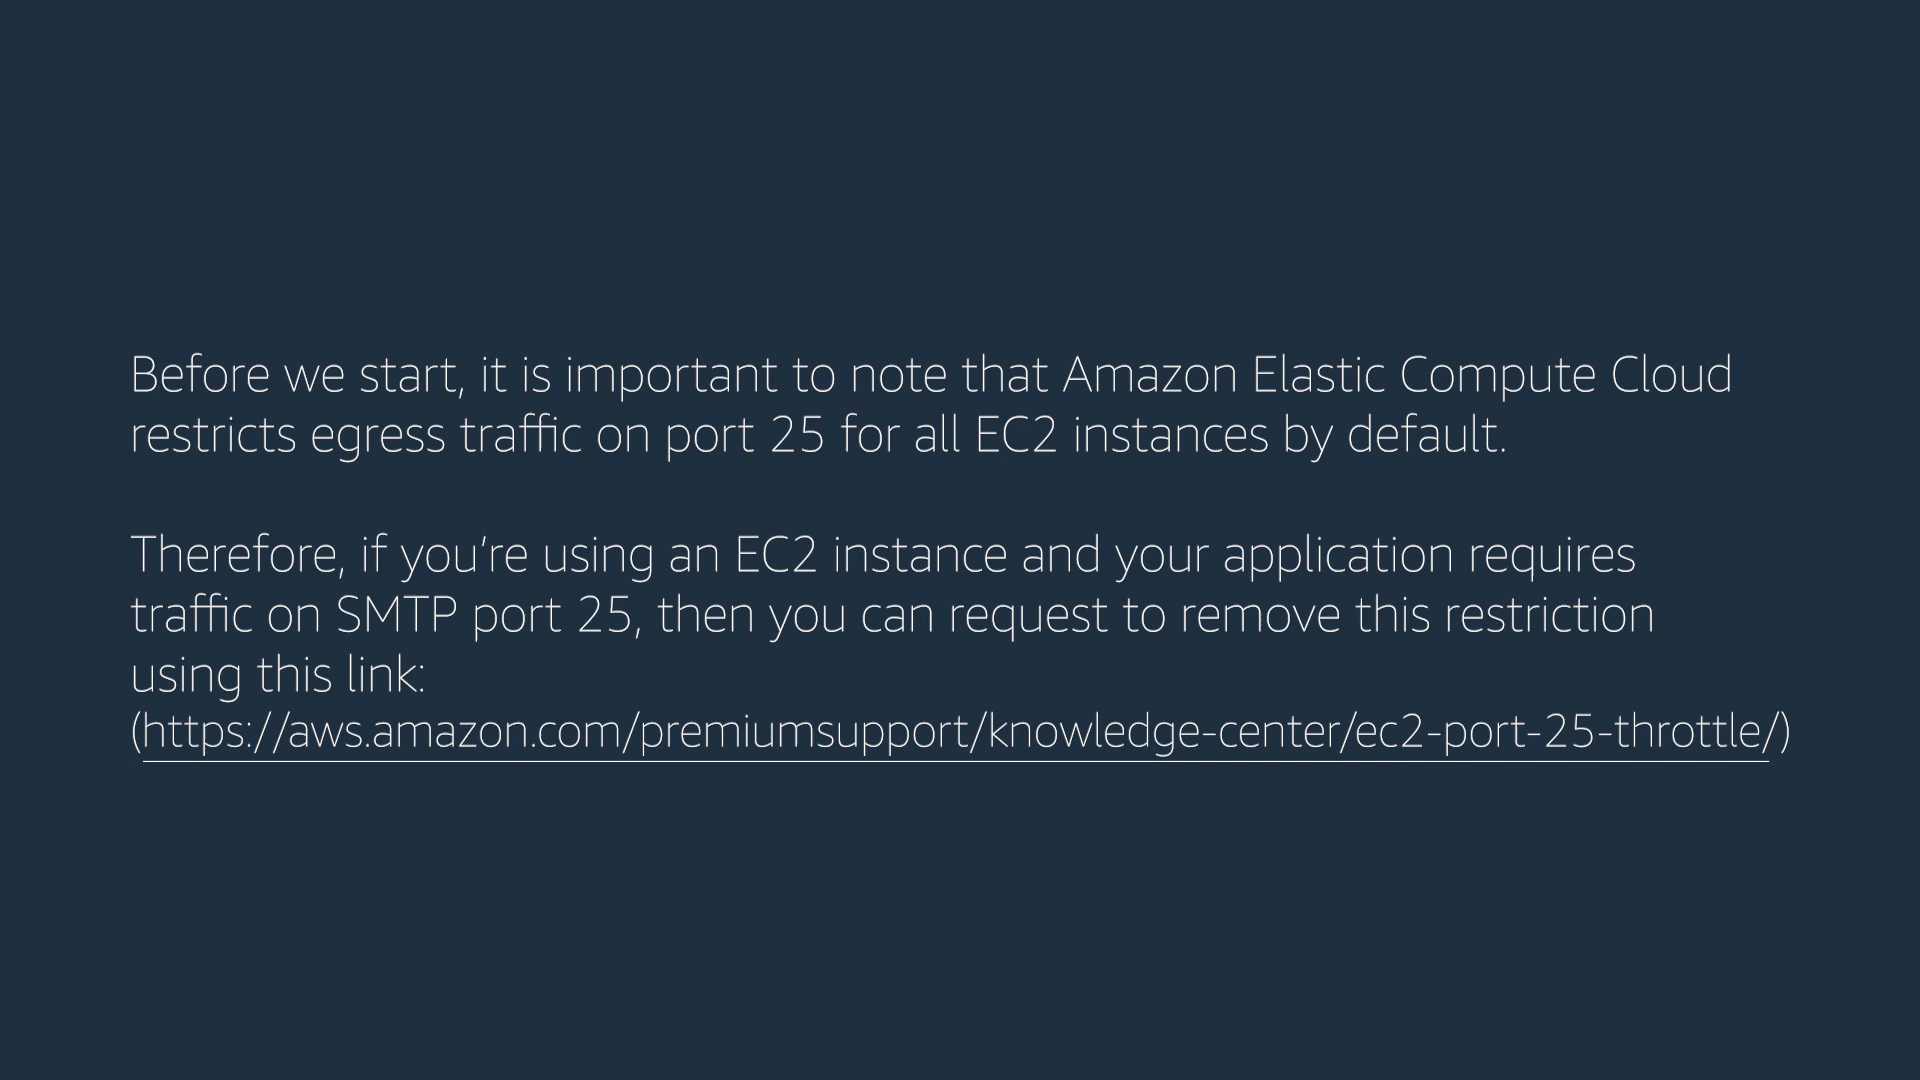 Before we start, it is important to note that Amazon Elastic Compute Cloud
restricts egress traffic on port 25 for all EC2 instances by default.
Therefore, if you’re using an EC2 instance and your application requires
traffic on SMTP port 25, then you can request to remove this restriction
using this link:
(https://aws.amazon.com/premiumsupport/knowledge-center/ec2-port-25-throttle/)